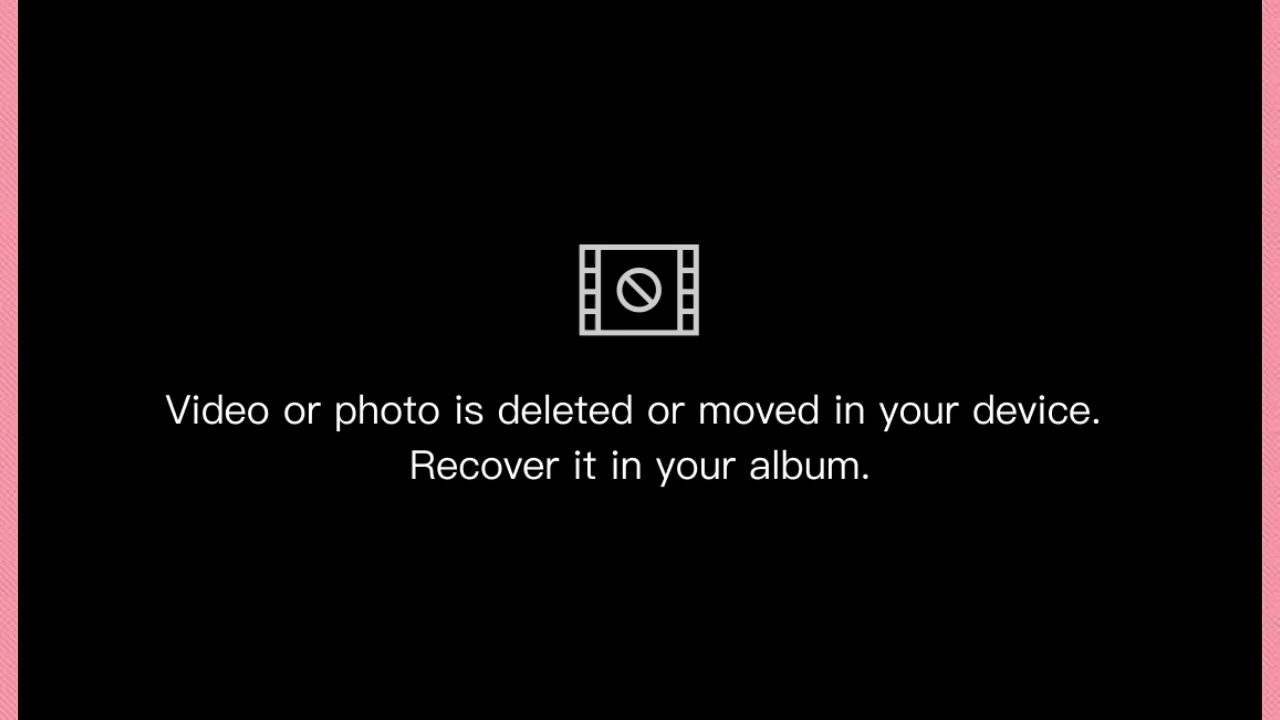 Video or photo is deleted or moved in your device.
Recover it in your album.